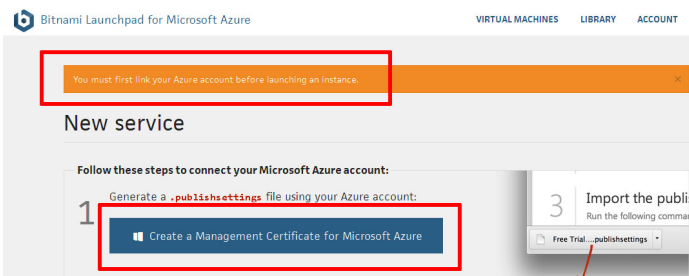 Bitnami Launchpad for Microsoft Azure
VIRTUAL MACHINES LIBRARY ACCOUNT
You must first link your Azure account before launching an instance. ×
New service
Follow these steps to connect your Microsoft Azure account:
1
Generate a .publishsettings file using your Azure account:
Create a Management Certificate for Microsoft Azure
3 Import the publis
Run the following comma
Free Trial....publishsettings